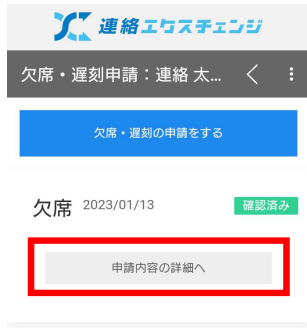 連絡エクスチェンジ
欠席・遅刻申請：連絡 太...
欠席・遅刻の申請をする
欠席 2023/01/13 確認済み
申請内容の詳細へ